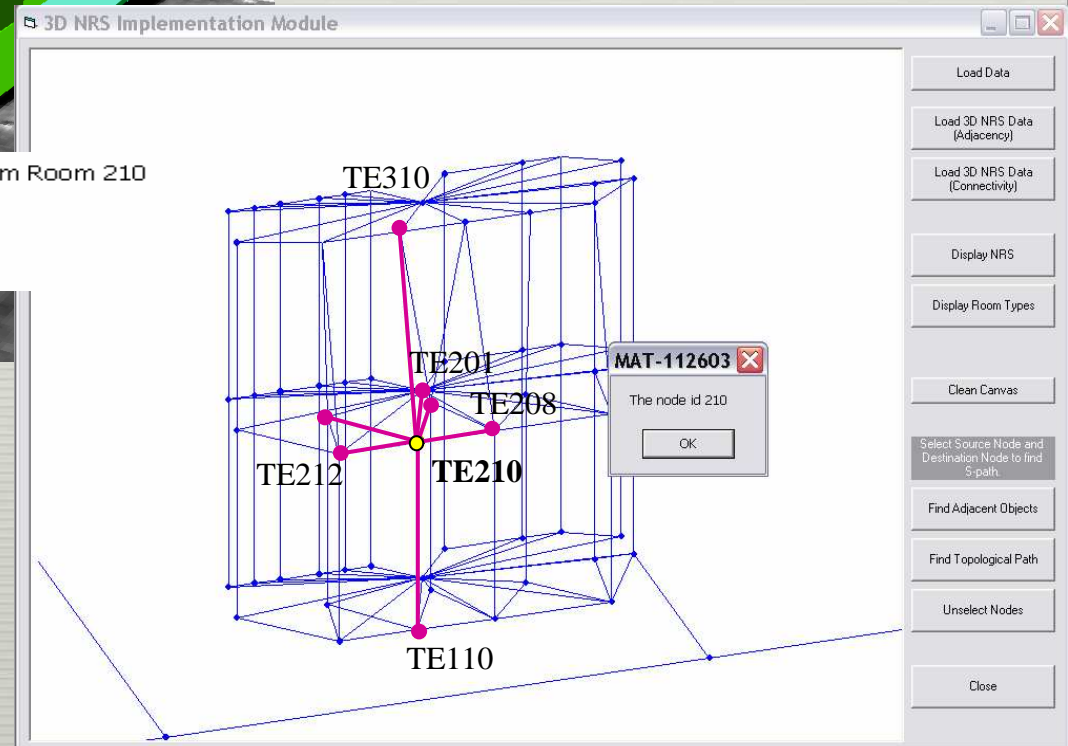 3D NRS Implementation Module
m Room 210
TE310
TE201
TE208
TE212
TE210
TE110
MAT-112603
The node id 210
OK
Load Data
Load 3D NRS Data
(Adjacency)
Load 3D NRS Data
(Connectivity)
Display NRS
Display Room Types
Clean Canvas
Select Source Node and
Destination Node to find
S-path.
Find Adjacent Objects
Find Topological Path
Unselect Nodes
Close